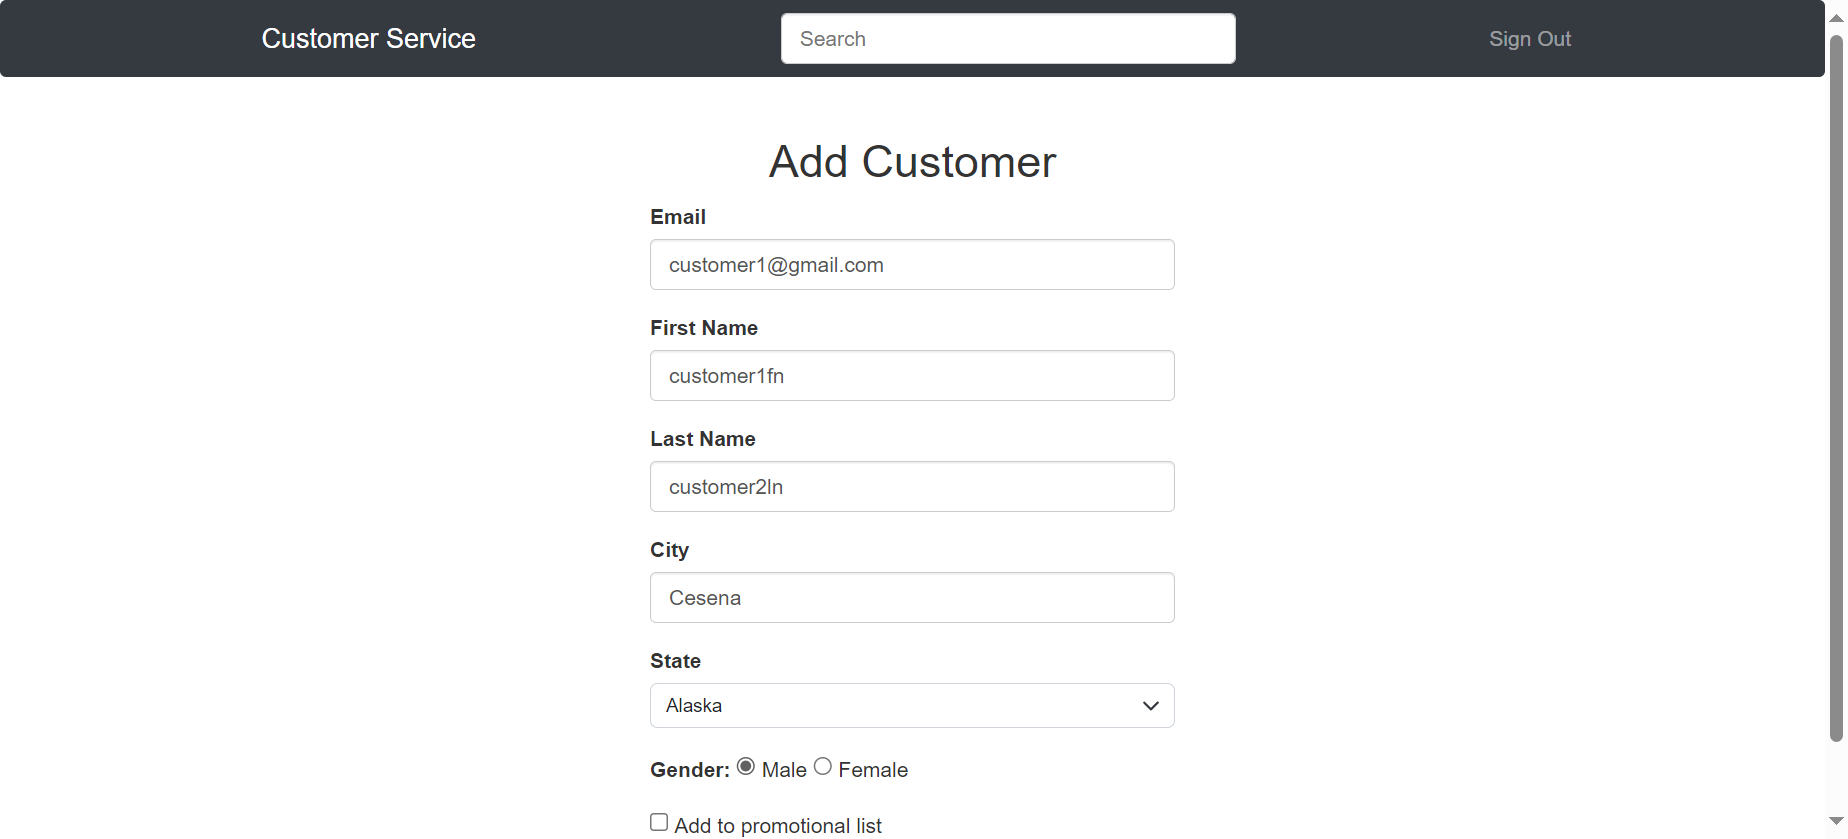 Customer Service
Search
Sign Out
Add Customer
Email
customer1@gmail.com
First Name
customer1fn
Last Name
customer2ln
City
Cesena
State
Alaska
Gender: Male Female
Add to promotional list